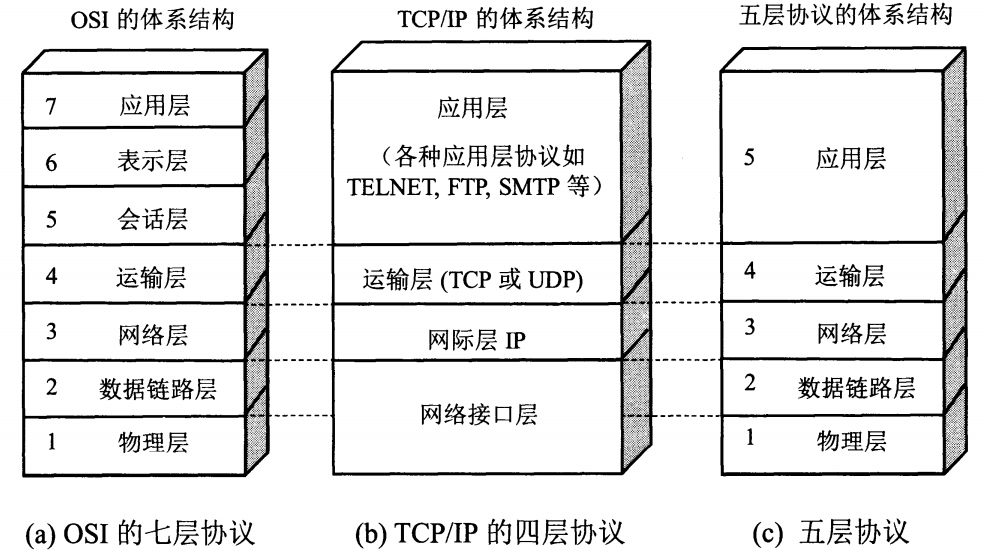 OSI 的体系结构
7 应用层
6 表示层
5 会话层
4 运输层
3 网络层
2 数据链路层
1 物理层
(a) OSI 的七层协议
TCP/IP 的体系结构
应用层
（各种应用层协议如
TELNET, FTP, SMTP 等）
运输层 (TCP 或 UDP)
网际层 IP
网络接口层
(b) TCP/IP 的四层协议
五层协议的体系结构
5 应用层
4 运输层
3 网络层
2 数据链路层
1 物理层
(c) 五层协议